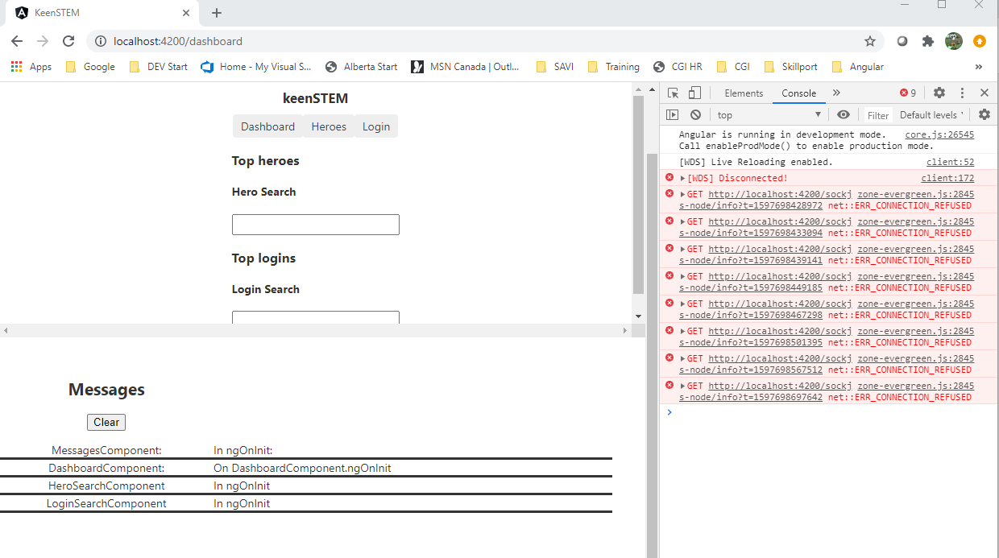 KeenSTEM
localhost:4200/dashboard
Apps Google DEV Start Home - My Visual S... Alberta Start MSN Canada | Outl... SAVI Training CGI HR CGI Skillport Angular »
keenSTEM
Dashboard Heroes Login
Top heroes
Hero Search
Top logins
Login Search
Messages
Clear
MessagesComponent: In ngOnInit:
DashboardComponent: On DashboardComponent.ngOnInit
HeroSearchComponent In ngOnInit
LoginSearchComponent In ngOnInit
Elements Console » 9
top Filter Default levels
Angular is running in development mode. core.js:26545
Call enableProdMode() to enable production mode.
[WDS] Live Reloading enabled. client:52
[WDS] Disconnected! client:172
GET http://localhost:4200/sockj zone-evergreen.js:2845
s-node/info?t=1597698428972 net::ERR_CONNECTION_REFUSED
GET http://localhost:4200/sockj zone-evergreen.js:2845
s-node/info?t=1597698433094 net::ERR_CONNECTION_REFUSED
GET http://localhost:4200/sockj zone-evergreen.js:2845
s-node/info?t=1597698439141 net::ERR_CONNECTION_REFUSED
GET http://localhost:4200/sockj zone-evergreen.js:2845
s-node/info?t=1597698449185 net::ERR_CONNECTION_REFUSED
GET http://localhost:4200/sockj zone-evergreen.js:2845
s-node/info?t=1597698467298 net::ERR_CONNECTION_REFUSED
GET http://localhost:4200/sockj zone-evergreen.js:2845
s-node/info?t=1597698501395 net::ERR_CONNECTION_REFUSED
GET http://localhost:4200/sockj zone-evergreen.js:2845
s-node/info?t=1597698567512 net::ERR_CONNECTION_REFUSED
GET http://localhost:4200/sockj zone-evergreen.js:2845
s-node/info?t=1597698697642 net::ERR_CONNECTION_REFUSED